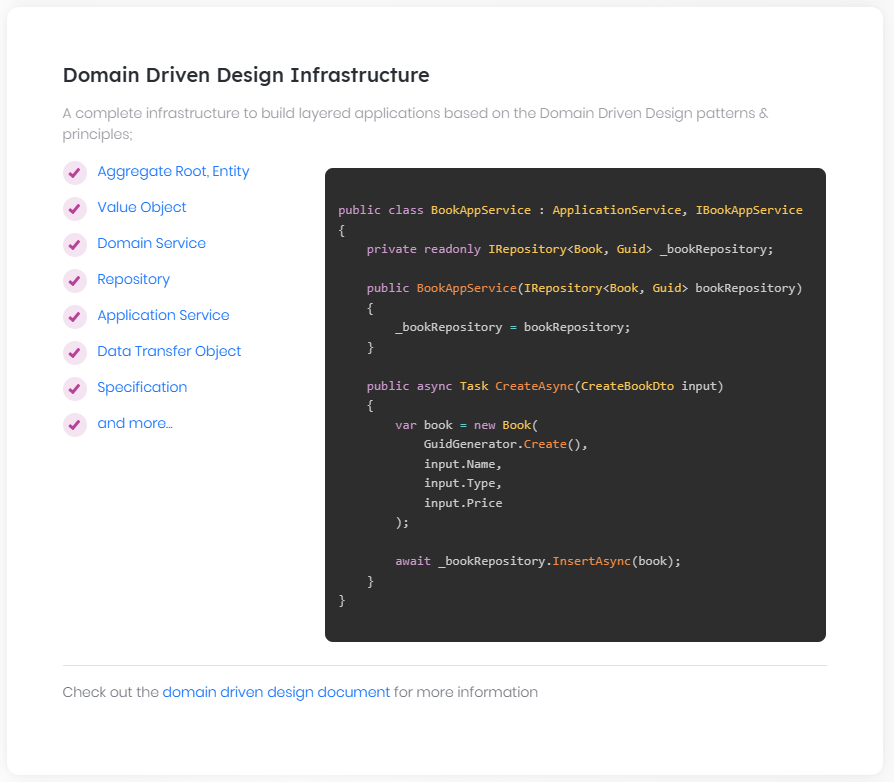 Domain Driven Design Infrastructure
A complete infrastructure to build layered applications based on the Domain Driven Design patterns &
principles;
Aggregate Root, Entity
Value Object
Domain Service
Repository
Application Service
Data Transfer Object
Specification
and more...
public class BookAppService : ApplicationService, IBookAppService
{
    private readonly IRepository<Book, Guid> _bookRepository;
    public BookAppService(IRepository<Book, Guid> bookRepository)
    {
        _bookRepository = bookRepository;
    }
    public async Task CreateAsync(CreateBookDto input)
    {
        var book = new Book(
            GuidGenerator.Create(),
            input.Name,
            input.Type,
            input.Price
        );
        await _bookRepository.InsertAsync(book);
    }
}
Check out the domain driven design document for more information